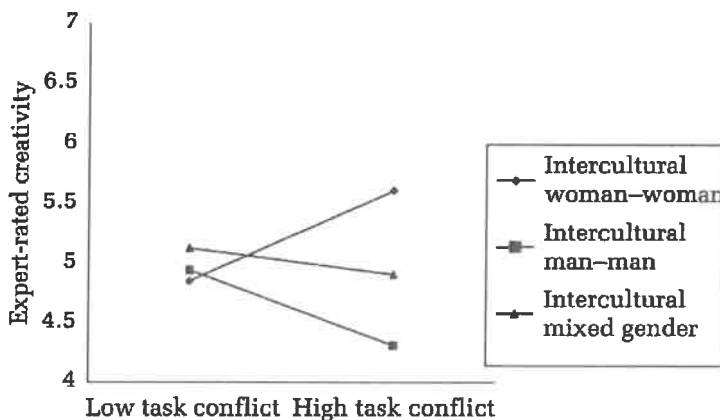 7
6.5
6
5.5
5
4.5
4
Expert-rated creativity
Low task conflict High task conflict
Intercultural
woman–woman
Intercultural
man–man
Intercultural
mixed gender